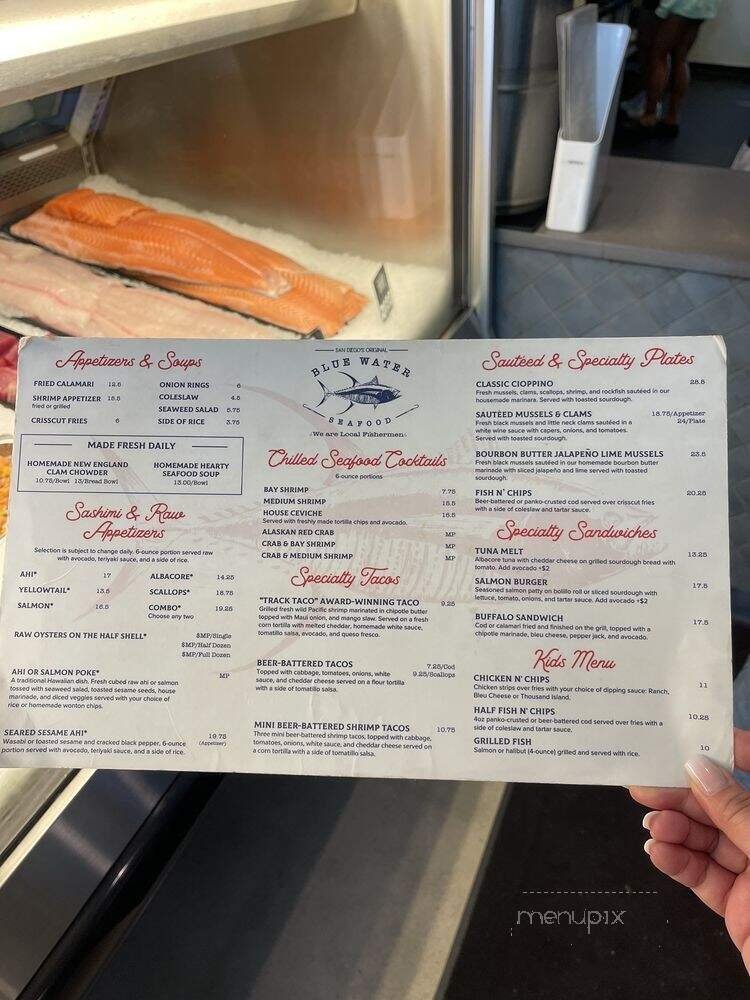 Appetizers & Soups
FRIED CALAMARI 12.5
SHRIMP APPETIZER 15.5
fried or grilled
CRISSCUT FRIES 6
ONION RINGS 6
COLESLAW 4.5
SEAWEED SALAD 5.75
SIDE OF RICE 3.75
MADE FRESH DAILY
HOMEMADE NEW ENGLAND
CLAM CHOWDER
10.75/Bowl 13/Bread Bowl
HOMEMADE HEARTY
SEAFOOD SOUP
13.00/Bowl
Sashimi & Raw
Appetizers
Selection is subject to change daily. 6-ounce portion served raw
with avocado, teriyaki sauce, and a side of rice.
AHI* 17
YELLOWTAIL* 13.5
SALMON* 16.5
ALBACORE* 14.25
SCALLOPS* 18.75
COMBO* 19.25
Choose any two
RAW OYSTERS ON THE HALF SHELL* $MP/Single
$MP/Half Dozen
$MP/Full Dozen
AHI OR SALMON POKE* MP
A traditional Hawaiian dish. Fresh cubed raw ahi or salmon
tossed with seaweed salad, toasted sesame seeds, house
marinade, and diced veggies served with your choice of
rice or homemade wonton chips.
SEARED SESAME AHI* 19.75
Wasabi or toasted sesame and cracked black pepper, 6-ounce (Appetizer)
portion served with avocado, teriyaki sauce, and a side of rice.
SAN DIEGO'S ORIGINAL
BLUE WATER
SEAFOOD
We are Local Fishermen
Chilled Seafood Cocktails
6-ounce portions
BAY SHRIMP 7.75
MEDIUM SHRIMP 15.5
HOUSE CEVICHE 16.5
Served with freshly made tortilla chips and avocado.
ALASKAN RED CRAB MP
CRAB & BAY SHRIMP MP
CRAB & MEDIUM SHRIMP MP
Specialty Tacos
"TRACK TACO" AWARD-WINNING TACO 9.25
Grilled fresh wild Pacific shrimp marinated in chipotle butter
topped with Maui onion, and mango slaw. Served on a fresh
corn tortilla with melted cheddar, homemade white sauce,
tomatillo salsa, avocado, and queso fresco.
BEER-BATTERED TACOS 7.25/Cod
Topped with cabbage, tomatoes, onions, white 9.25/Scallops
sauce, and cheddar cheese served on a flour tortilla
with a side of tomatillo salsa.
MINI BEER-BATTERED SHRIMP TACOS 10.75
Three mini beer-battered shrimp tacos, topped with cabbage,
tomatoes, onions, white sauce, and cheddar cheese served on
a corn tortilla with a side of tomatillo salsa.
Sautéed & Specialty Plates
CLASSIC CIOPPINO 28.5
Fresh mussels, clams, scallops, shrimp, and rockfish sautéed in our
housemade marinara. Served with toasted sourdough.
SAUTÉED MUSSELS & CLAMS 18.75/Appetizer
Fresh black mussels and little neck clams sautéed in a 24/Plate
white wine sauce with capers, onions, and tomatoes.
Served with toasted sourdough.
BOURBON BUTTER JALAPEÑO LIME MUSSELS 23.5
Fresh black mussels sautéed in our homemade bourbon butter
marinade with sliced jalapeño and lime served with toasted
sourdough.
FISH N' CHIPS 20.25
Beer-battered or panko-crusted cod served over crisscut fries
with a side of coleslaw and tartar sauce.
Specialty Sandwiches
TUNA MELT 13.25
Albacore tuna with cheddar cheese on grilled sourdough bread with
tomato. Add avocado +$2
SALMON BURGER 17.5
Seasoned salmon patty on bolillo roll or sliced sourdough with
lettuce, tomato, onions, and tartar sauce. Add avocado +$2
BUFFALO SANDWICH 17.5
Cod or calamari fried and finished on the grill, topped with a
chipotle marinade, bleu cheese, pepper jack, and avocado.
Kids Menu
CHICKEN N' CHIPS 11
Chicken strips over fries with your choice of dipping sauce: Ranch,
Bleu Cheese or Thousand Island.
HALF FISH N' CHIPS 10.25
4oz panko-crusted or beer-battered cod served over fries with a
side of coleslaw and tartar sauce.
GRILLED FISH 10
Salmon or halibut (4-ounce) grilled and served with rice.
menupix